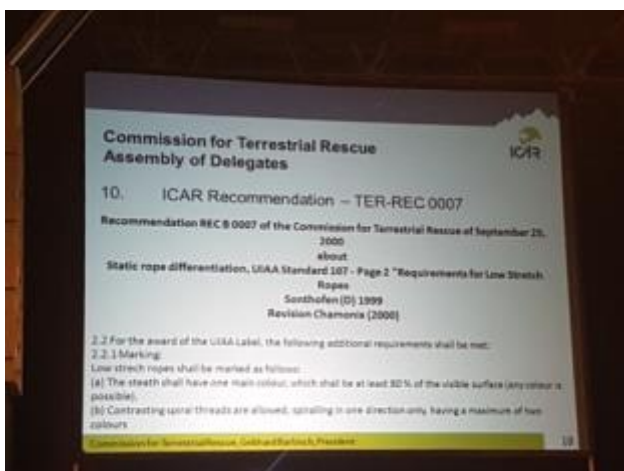 Commission for Terrestrial Rescue
Assembly of Delegates
ICAR
10. ICAR Recommendation – TER-REC 0007
Recommendation REC B 0007 of the Commission for Terrestrial Rescue of September 29,
2000
about
Static rope differentiation, UIAA Standard 107 - Page 2 "Requirements for Low Stretch
Ropes
Sonthofen (D) 1999
Revision Chamonix (2000)
2.2 For the award of the UIAA Label, the following additional requirements shall be met:
2.2.1 Marking:
Low strech ropes shall be marked as follows:
(a) The sheath shall have one main colour, which shall be at least 80 % of the visible surface (any colour is
possible).
(b) Contrasting spiral threads are allowed, spiralling in one direction only, having a maximum of two
colours
Commission for Terrestrial Rescue, Gebhard Barbisch, President